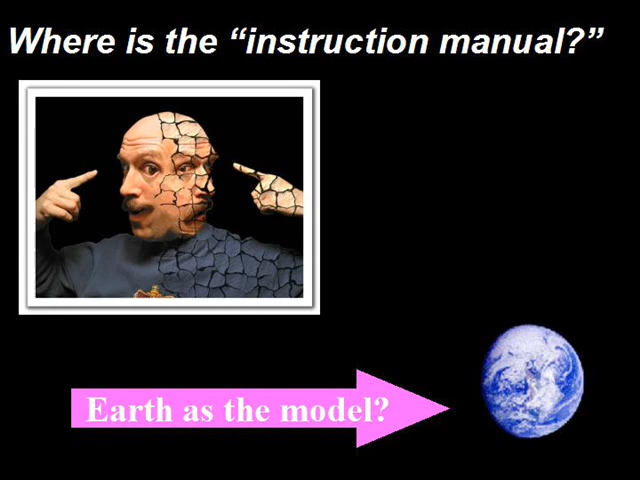 Where is the “instruction manual?”
Earth as the model?